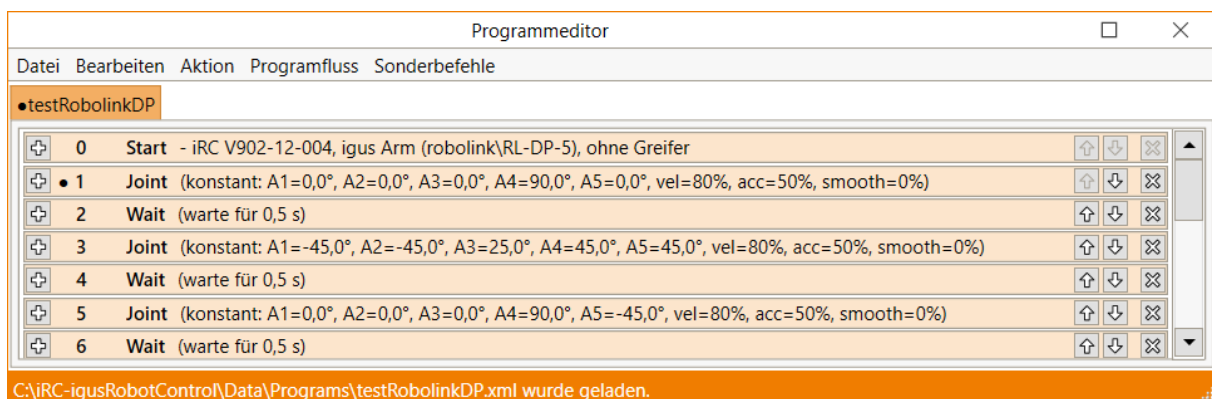 Programmeditor
Datei Bearbeiten Aktion Programfluss Sonderbefehle
●testRobolinkDP
0 Start - iRC V902-12-004, igus Arm (robolink\RL-DP-5), ohne Greifer
● 1 Joint (konstant: A1=0,0°, A2=0,0°, A3=0,0°, A4=90,0°, A5=0,0°, vel=80%, acc=50%, smooth=0%)
2 Wait (warte für 0,5 s)
3 Joint (konstant: A1=-45,0°, A2=-45,0°, A3=25,0°, A4=45,0°, A5=45,0°, vel=80%, acc=50%, smooth=0%)
4 Wait (warte für 0,5 s)
5 Joint (konstant: A1=0,0°, A2=0,0°, A3=0,0°, A4=90,0°, A5=-45,0°, vel=80%, acc=50%, smooth=0%)
6 Wait (warte für 0,5 s)
C:\iRC-igusRobotControl\Data\Programs\testRobolinkDP.xml wurde geladen.